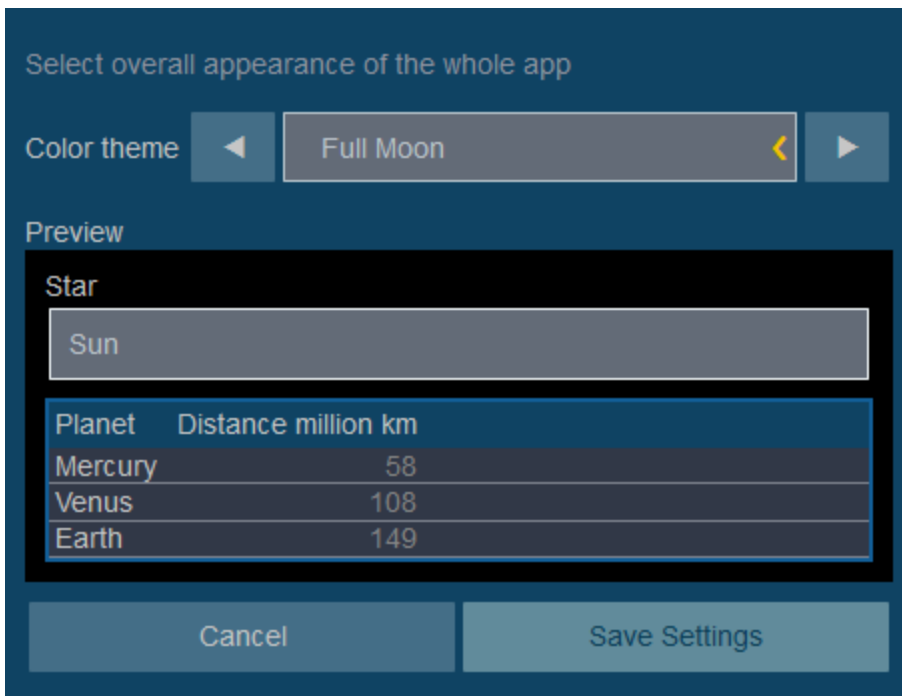 Select overall appearance of the whole app
Color theme
Full Moon
Preview
Star
Sun
Planet Distance million km
Mercury 58
Venus 108
Earth 149
Cancel Save Settings